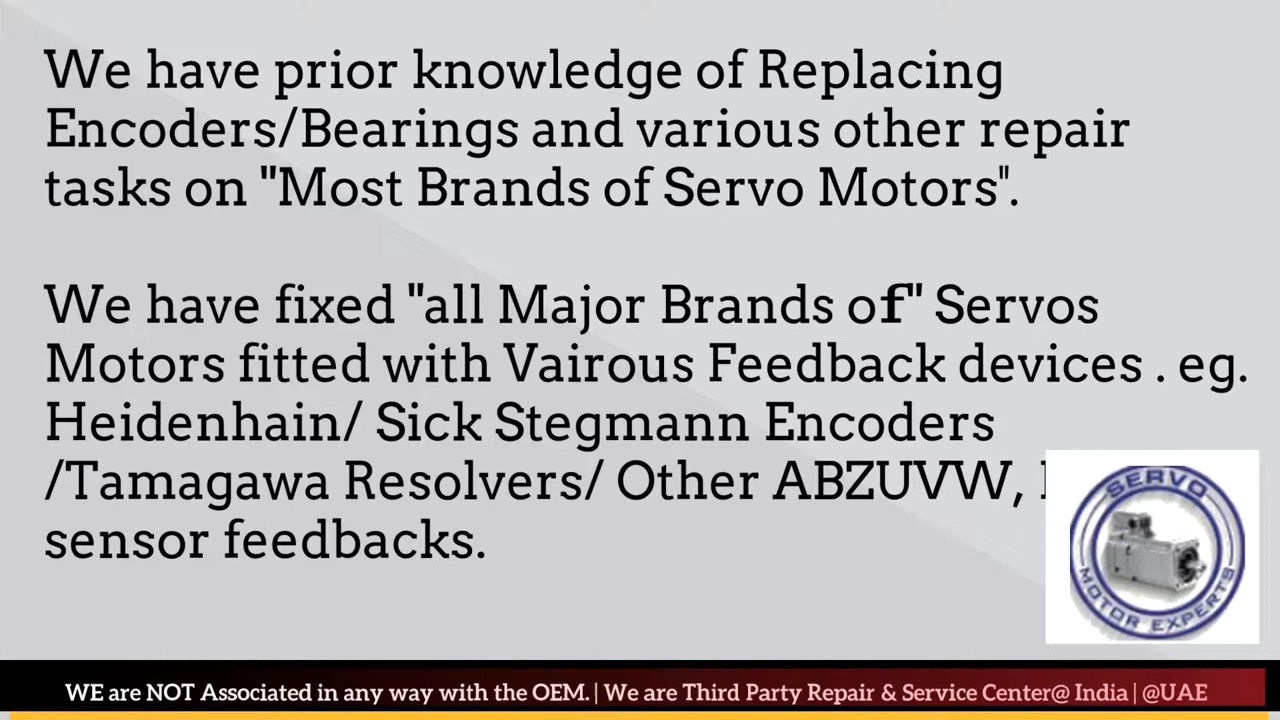 We have prior knowledge of Replacing
Encoders/Bearings and various other repair
tasks on "Most Brands of Servo Motors".
We have fixed "all Major Brands of" Servos
Motors fitted with Vairous Feedback devices . eg.
Heidenhain/ Sick Stegmann Encoders
/Tamagawa Resolvers/ Other ABZUVW,
sensor feedbacks.
SERVO
MOTOR EXPERTS
WE are NOT Associated in any way with the OEM. | We are Third Party Repair & Service Center@ India | @UAE